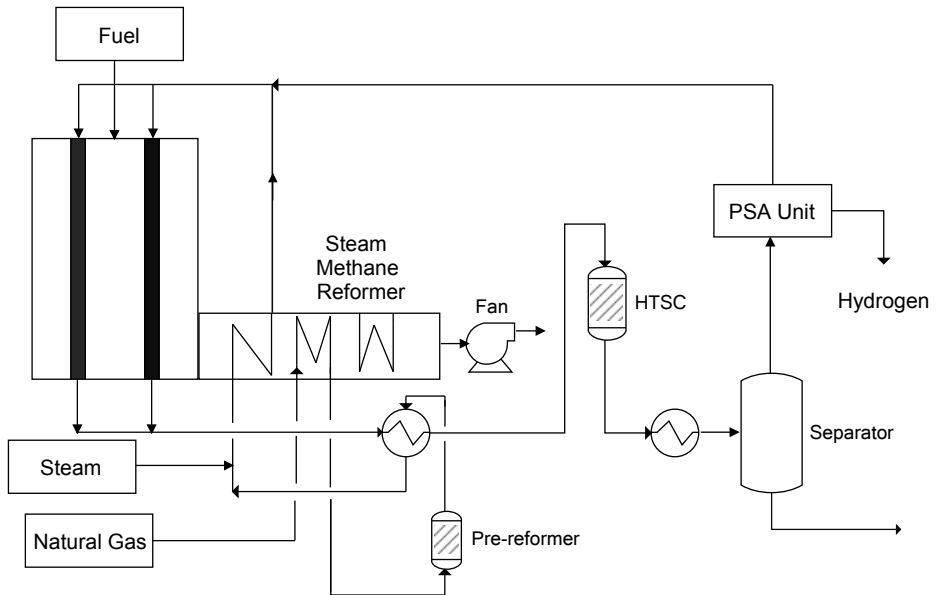 Fuel
PSA Unit
Steam
Methane
Reformer
Fan
HTSC
Hydrogen
Separator
Steam
Natural Gas
Pre-reformer